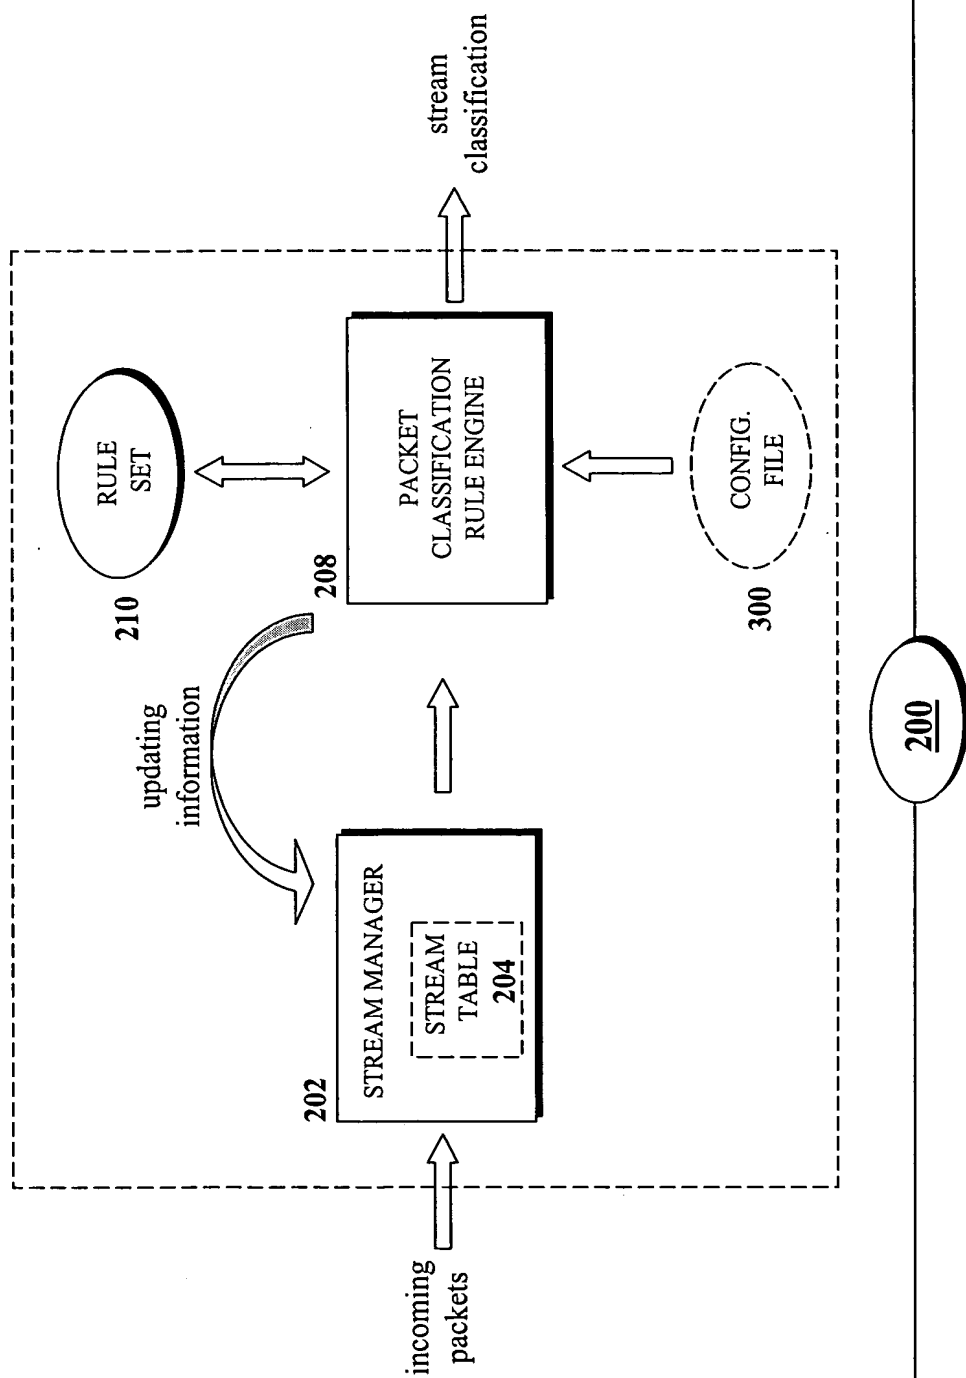 incoming
packets
202
STREAM MANAGER
STREAM
TABLE
204
updating
information
210
RULE
SET
208
PACKET
CLASSIFICATION
RULE ENGINE
300
CONFIG.
FILE
stream
classification
200